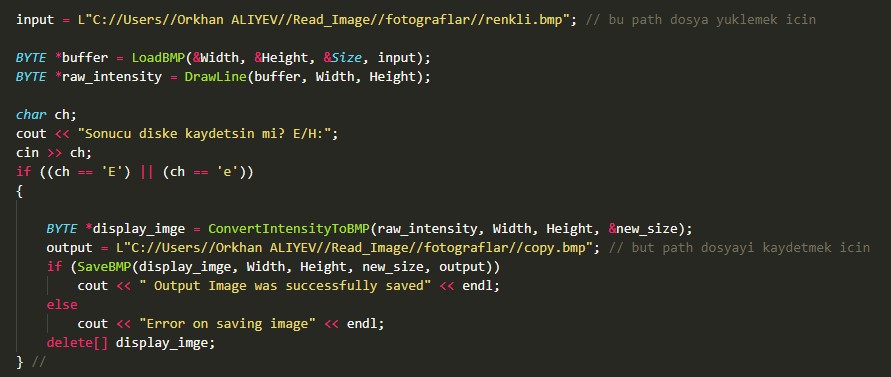 input = L"C://Users//Orkhan ALIYEV//Read_Image//fotograflar//renkli.bmp"; // bu path dosya yuklemek icin
BYTE *buffer = LoadBMP(&Width, &Height, &Size, input);
BYTE *raw_intensity = DrawLine(buffer, Width, Height);
char ch;
cout << "Sonucu diske kaydetsin mi? E/H:";
cin >> ch;
if ((ch == 'E') || (ch == 'e'))
{
BYTE *display_imge = ConvertIntensityToBMP(raw_intensity, Width, Height, &new_size);
output = L"C://Users//Orkhan ALIYEV//Read_Image//fotograflar//copy.bmp"; // but path dosyayi kaydetmek icin
if (SaveBMP(display_imge, Width, Height, new_size, output))
cout << " Output Image was successfully saved" << endl;
else
cout << "Error on saving image" << endl;
delete[] display_imge;
} //